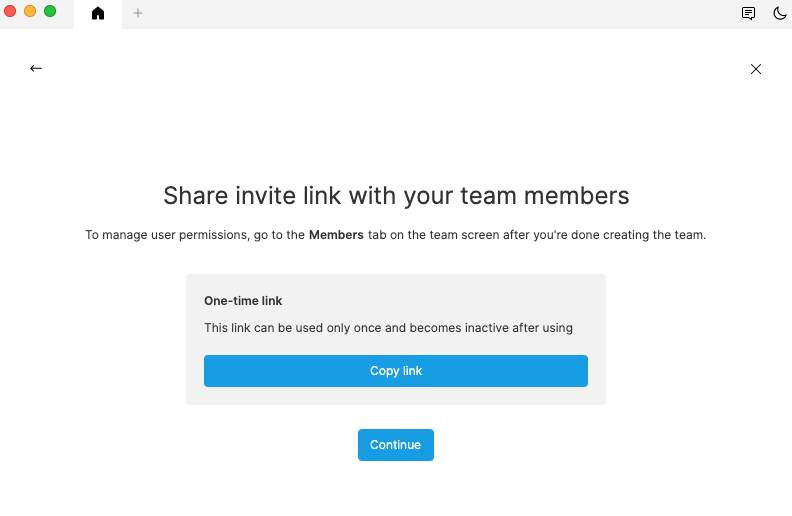 Share invite link with your team members
To manage user permissions, go to the Members tab on the team screen after you're done creating the team.
One-time link
This link can be used only once and becomes inactive after using
Copy link
Continue